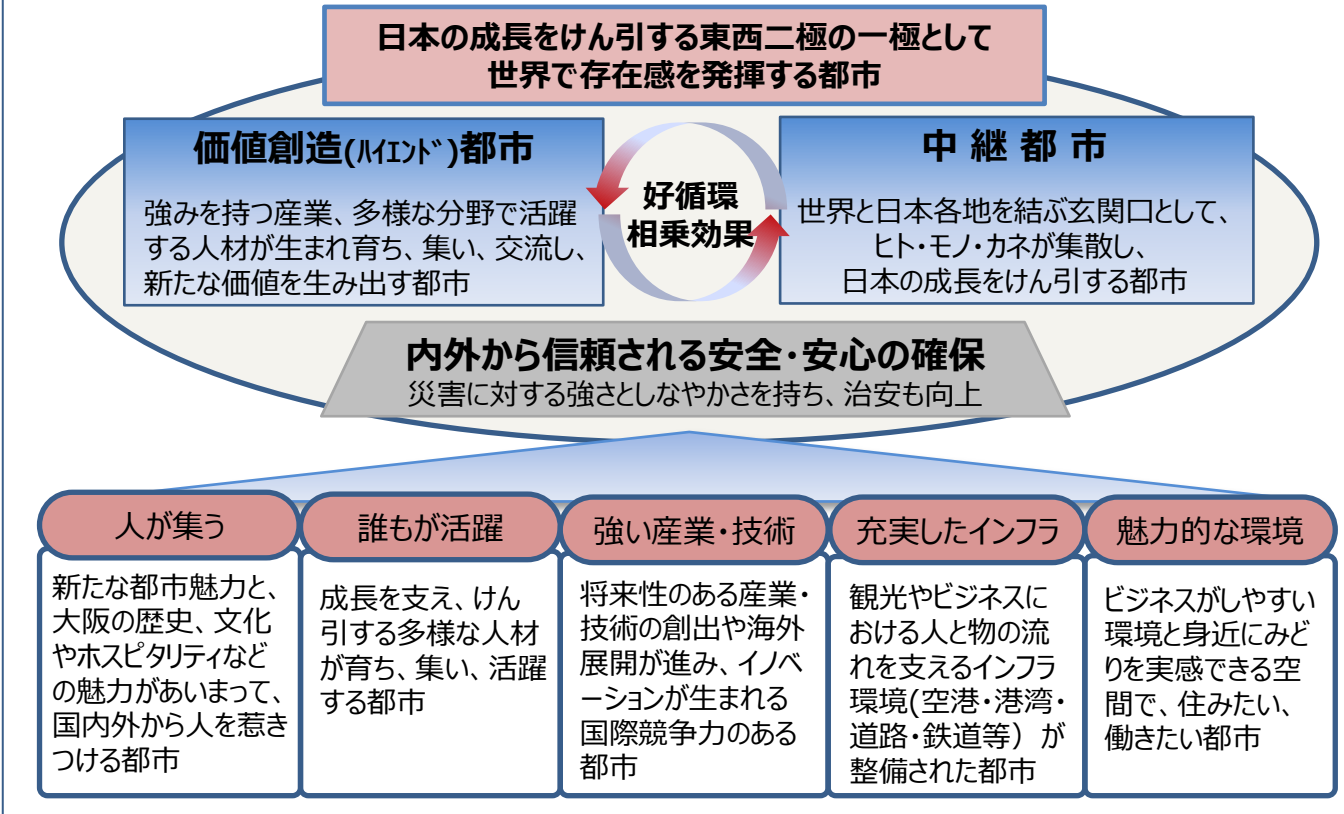 日本の成長をけん引する東西二極の一極として
世界で存在感を発揮する都市
価値創造(ﾊｲｴﾝﾄﾞ)都市
強みを持つ産業、多様な分野で活躍
する人材が生まれ育ち、集い、交流し、
新たな価値を生み出す都市
好循環
相乗効果
中継都市
世界と日本各地を結ぶ玄関口として、
ヒト・モノ・カネが集散し、
日本の成長をけん引する都市
内外から信頼される安全・安心の確保
災害に対する強さとしなやかさを持ち、治安も向上
人が集う
新たな都市魅力と、
大阪の歴史、文化
やホスピタリティなど
の魅力があいまって、
国内外から人を惹き
つける都市
誰もが活躍
成長を支え、けん
引する多様な人材
が育ち、集い、活躍
する都市
強い産業・技術
将来性のある産業・
技術の創出や海外
展開が進み、イノベ
ーションが生まれる
国際競争力のある
都市
充実したインフラ
観光やビジネスに
おける人と物の流
れを支えるインフラ
環境(空港・港湾・
道路・鉄道等）が
整備された都市
魅力的な環境
ビジネスがしやすい
環境と身近にみど
りを実感できる空
間で、住みたい、
働きたい都市